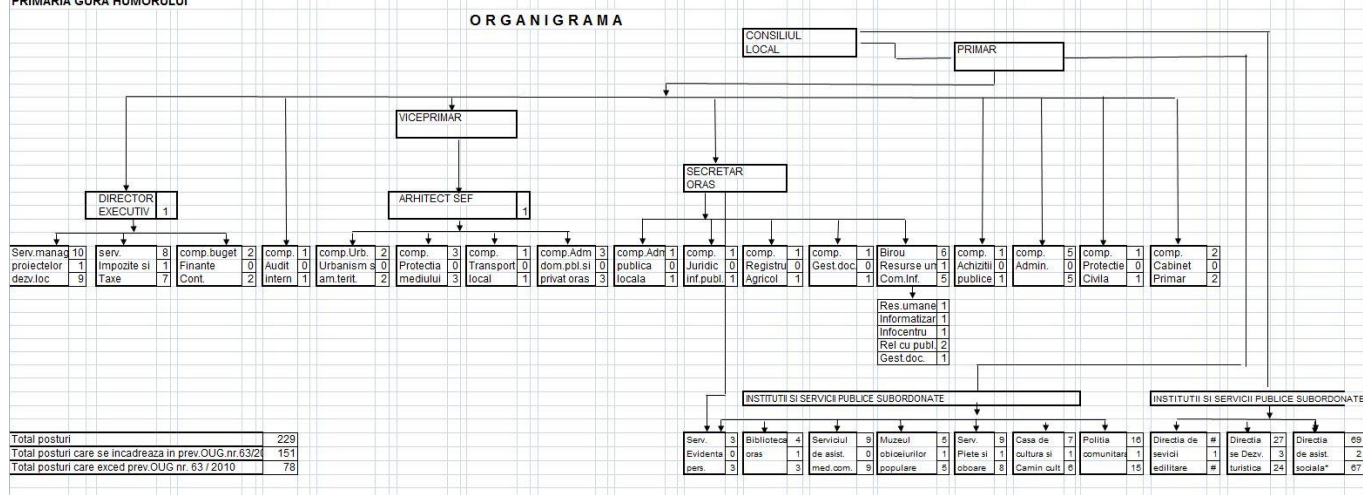 PRIMARIA GURA HUMORULUI
O R G A N I G R A M A
CONSILIUL
LOCAL
PRIMAR
VICEPRIMAR
SECRETAR
ORAS
DIRECTOR
EXECUTIV 1
ARHITECT SEF
1
Serv.manag 10
proiectelor 1
dezv.loc 9
serv. 8
Impozite si 1
Taxe 7
comp.buget 2
Finante 0
Cont. 2
comp. 1
Audit 0
intern 1
comp.Urb. 2
Urbanism s 0
am.terit. 2
comp. 3
Protectia 0
mediului 3
comp. 1
Transport 0
local 1
comp.Adm 3
dom.pbl.si 0
privat oras 3
comp.Adm 1
publica 0
locala 1
comp. 1
Juridic 0
inf.publ. 1
comp. 1
Registru 0
Agricol 1
comp. 1
Gest.doc. 0
1
Birou 6
Resurse um 1
Com.Inf. 5
comp. 1
Achizitii 0
publice 1
comp. 5
Admin. 0
5
comp. 1
Protectie 0
Civila 1
comp. 2
Cabinet 0
Primar 2
Res.umane 1
Informatizar 1
Infocentru 1
Rel cu publ. 2
Gest.doc. 1
INSTITUTII SI SERVICII PUBLICE SUBORDONATE
INSTITUTII SI SERVICII PUBLICE SUBORDONATE
Serv. 3
Evidenta 0
pers. 3
Biblioteca 4
oras 1
3
Serviciul 9
de asist. 0
med.com. 9
Muzeul 5
obiceiurilor 1
populare 5
Serv. 9
Piete si 1
oboare 8
Casa de 7
cultura si 1
Camin cult 6
Politia 16
comunitara 1
15
Directia de #
sevicii 1
edilitare #
Directia 27
se Dezv. 3
turistica 24
Directia 69
de asist. 2
sociala* 67
Total posturi 229
Total posturi care se incadreaza in prev.OUG.nr.63/20 151
Total posturi care exced prev.OUG nr. 63 / 2010 78